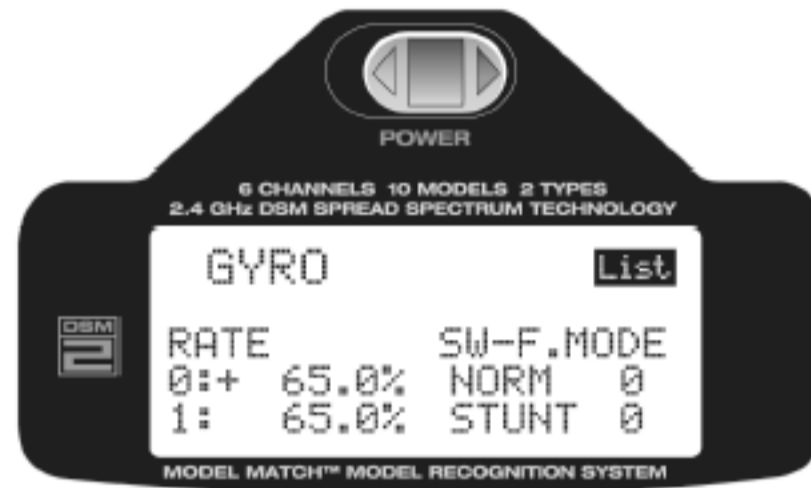 POWER
6 CHANNELS 10 MODELS 2 TYPES
2.4 GHz DSM SPREAD SPECTRUM TECHNOLOGY
GYRO List
DSM
2
RATE SW-F.MODE
0:+ 65.0% NORM 0
1: 65.0% STUNT 0
MODEL MATCH™ MODEL RECOGNITION SYSTEM